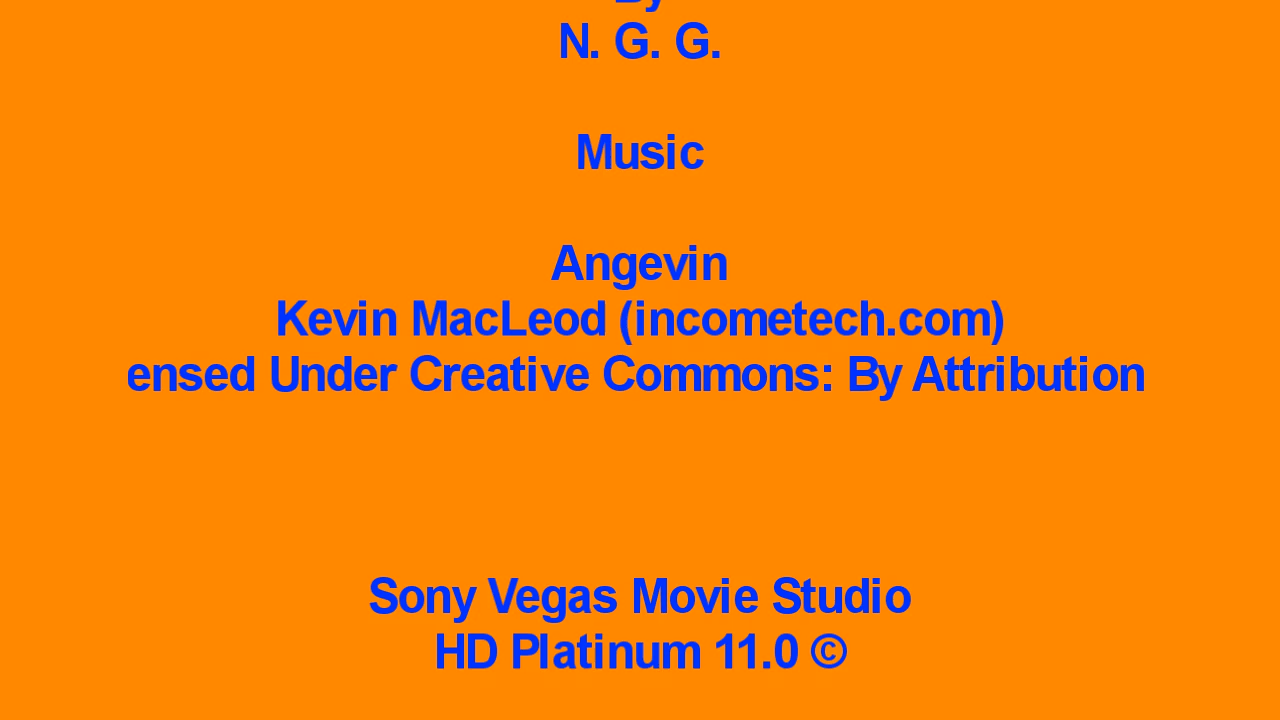 By
N. G. G.
Music
Angevin
Kevin MacLeod (incometech.com)
ensed Under Creative Commons: By Attribution
Sony Vegas Movie Studio
HD Platinum 11.0 ©